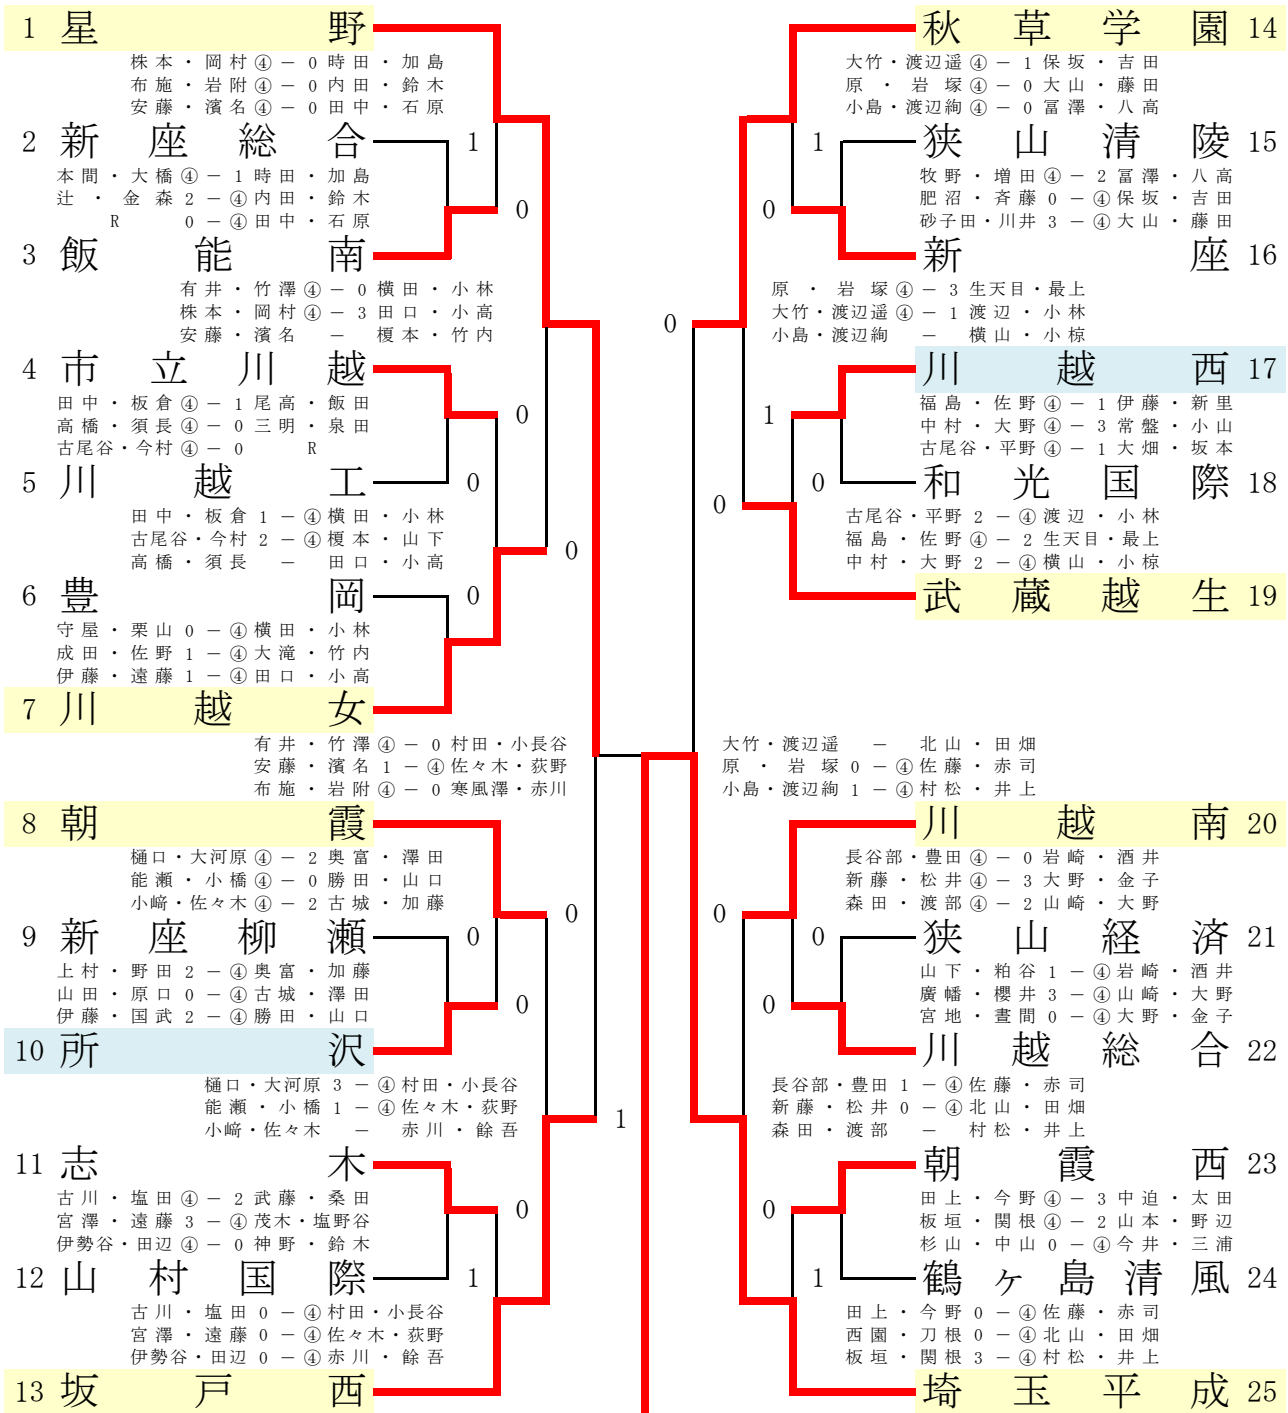 1 星野
株本・岡村④－0時田・加島
布施・岩附④－0内田・鈴木
安藤・濱名④－0田中・石原
2 新座総合
1
本間・大橋④－1時田・加島
辻・金森2－④内田・鈴木
R 0－④田中・石原
0
3 飯能南
有井・竹澤④－0横田・小林
株本・岡村④－3田口・小高
安藤・濱名 － 榎本・竹内
4 市立川越
田中・板倉④－1尾高・飯田
高橋・須長④－0三明・泉田
古尾谷・今村④－0 R
0
5 川越工
0
田中・板倉1－④横田・小林
古尾谷・今村2－④榎本・山下
高橋・須長 － 田口・小高
0
6 豊岡
0
守屋・栗山0－④横田・小林
成田・佐野1－④大滝・竹内
伊藤・遠藤1－④田口・小高
7 川越女
有井・竹澤④－0村田・小長谷
安藤・濱名1－④佐々木・荻野
布施・岩附④－0寒風澤・赤川
8 朝霞
樋口・大河原④－2奥富・澤田
能瀬・小橋④－0勝田・山口
小﨑・佐々木④－2古城・加藤
0
9 新座柳瀬
0
上村・野田2－④奥富・加藤
山田・原口0－④古城・澤田
伊藤・国武2－④勝田・山口
0
10 所沢
樋口・大河原3－④村田・小長谷
能瀬・小橋1－④佐々木・荻野
小﨑・佐々木 － 赤川・餘吾
1
11 志木
古川・塩田④－2武藤・桑田
宮澤・遠藤3－④茂木・塩野谷
伊勢谷・田辺④－0神野・鈴木
0
12 山村国際
1
古川・塩田0－④村田・小長谷
宮澤・遠藤0－④佐々木・荻野
伊勢谷・田辺0－④赤川・餘吾
13 坂戸西
秋草学園 14
大竹・渡辺遥④－1保坂・吉田
原・岩塚④－0大山・藤田
小島・渡辺絢④－0冨澤・八高
1
狭山清陵 15
牧野・増田④－2冨澤・八高
肥沼・斉藤0－④保坂・吉田
砂子田・川井3－④大山・藤田
0
新座 16
原・岩塚④－3生天目・最上
大竹・渡辺遥④－1渡辺・小林
小島・渡辺絢 － 横山・小椋
0
川越西 17
福島・佐野④－1伊藤・新里
中村・大野④－3常盤・小山
古尾谷・平野④－1大畑・坂本
1
0
和光国際 18
0
古尾谷・平野2－④渡辺・小林
福島・佐野④－2生天目・最上
中村・大野2－④横山・小椋
武蔵越生 19
大竹・渡辺遥 － 北山・田畑
原・岩塚0－④佐藤・赤司
小島・渡辺絢1－④村松・井上
川越南 20
長谷部・豊田④－0岩崎・酒井
新藤・松井④－3大野・金子
森田・渡部④－2山崎・大野
0
0
狭山経済 21
山下・粕谷1－④岩崎・酒井
廣幡・櫻井3－④山崎・大野
宮地・晝間0－④大野・金子
0
川越総合 22
長谷部・豊田1－④佐藤・赤司
新藤・松井0－④北山・田畑
森田・渡部 － 村松・井上
朝霞西 23
田上・今野④－3中迫・太田
板垣・関根④－2山本・野辺
杉山・中山0－④今井・三浦
0
1
鶴ヶ島清風 24
田上・今野0－④佐藤・赤司
西園・刀根0－④北山・田畑
板垣・関根3－④村松・井上
埼玉平成 25